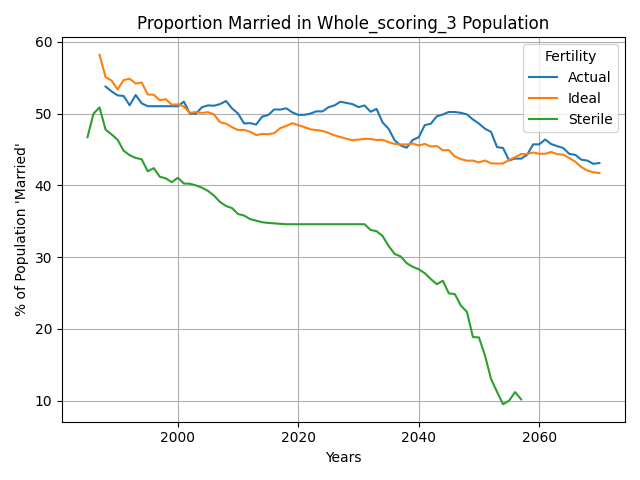 Proportion Married in Whole_scoring_3 Population
% of Population 'Married'
60
50
40
30
20
10
Fertility
Actual
Ideal
Sterile
2000 2020 2040 2060
Years